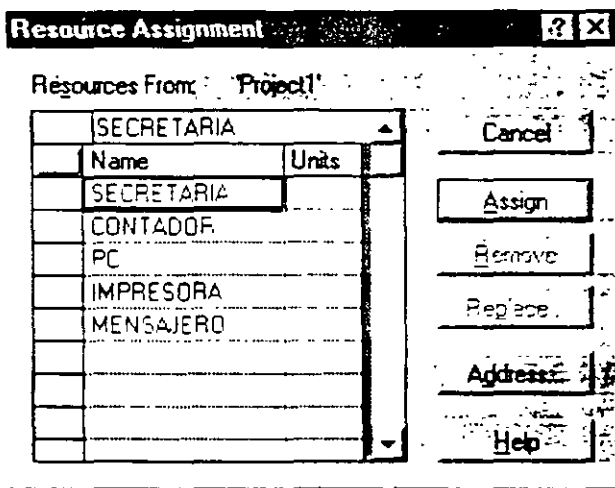 Resource Assignment ? X
Resources From: 'Project1'
SECRETARIA
Name Units
SECRETARIA
CONTADOR
PC
IMPRESORA
MENSAJERO
Cancel
Assign
Remove
Replace...
Address...
Help